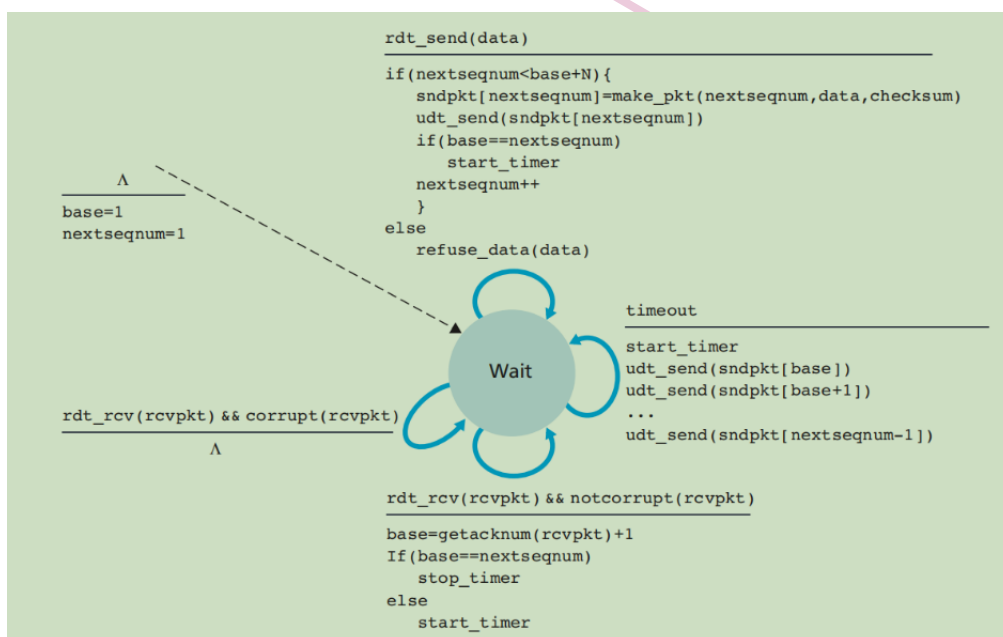 rdt_send(data)
if(nextseqnum<base+N){
sndpkt[nextseqnum]=make_pkt(nextseqnum,data,checksum)
udt_send(sndpkt[nextseqnum])
if(base==nextseqnum)
start_timer
nextseqnum++
}
else
refuse_data(data)
Λ
base=1
nextseqnum=1
Wait
timeout
start_timer
udt_send(sndpkt[base])
udt_send(sndpkt[base+1])
...
udt_send(sndpkt[nextseqnum-1])
rdt_rcv(rcvpkt) && corrupt(rcvpkt)
Λ
rdt_rcv(rcvpkt) && notcorrupt(rcvpkt)
base=getacknum(rcvpkt)+1
If(base==nextseqnum)
stop_timer
else
start_timer